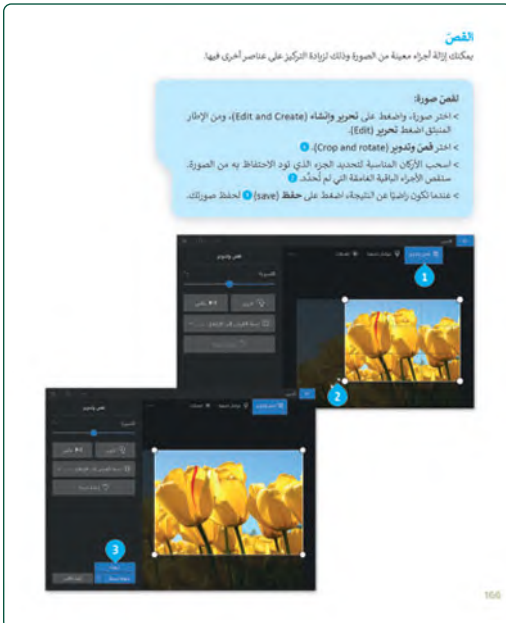 القصّ
يمكنك إزالة أجزاء معينة من الصورة وذلك لزيادة التركيز على عناصر أخرى فيها.
لقصّ صورة:
> اختر صورة، واضغط على تحرير وإنشاء (Edit and Create)، ومن الإطار
المنبثق اضغط تحرير (Edit).
> اختر قصّ وتدوير (Crop and rotate). 1
> اسحب الأركان المناسبة لتحديد الجزء الذي تود الاحتفاظ به من الصورة.
ستقص الأجزاء الباقية الغامقة التي لم تُحدَّد. 2
> عندما تكون راضيًا عن النتيجة، اضغط على حفظ (save) 3 لحفظ صورتك.
قص وتدوير
1
2
قص وتدوير
3
166